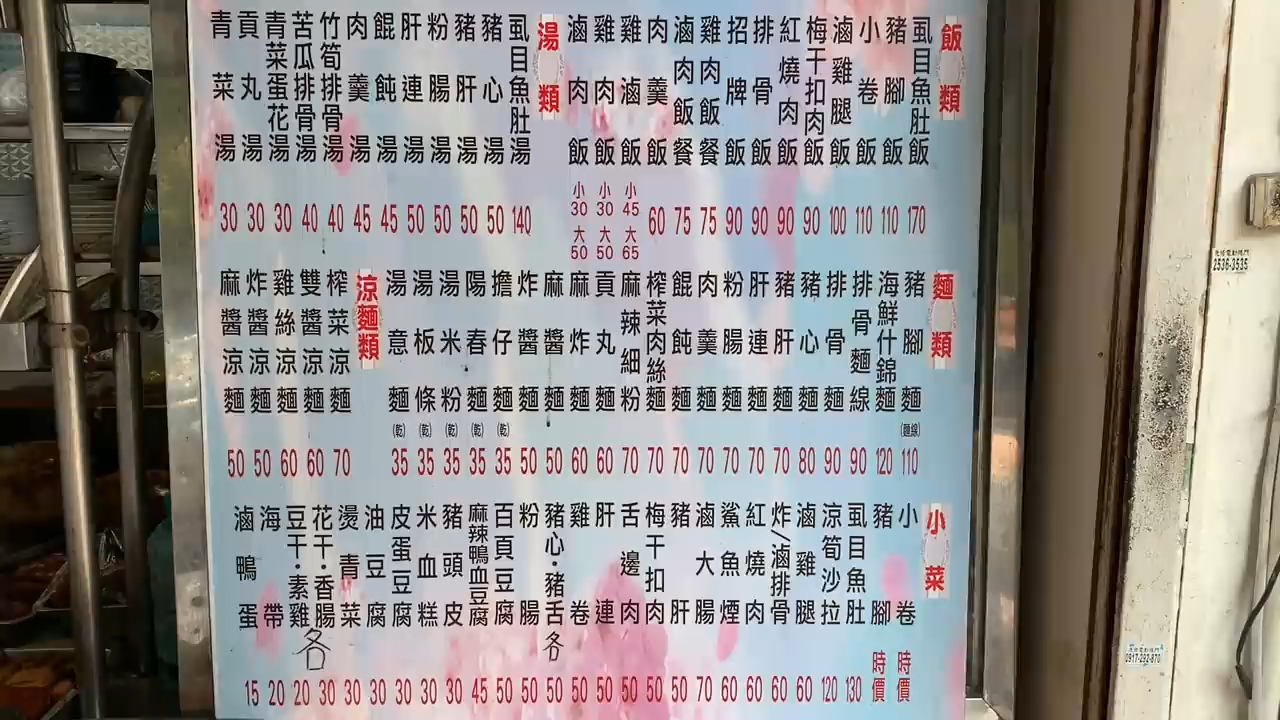 飯類
虱目魚肚飯 170
豬腳飯 110
小卷飯 110
滷雞腿飯 100
梅干扣肉飯 90
紅燒肉飯 90
排骨飯 90
招牌飯 90
雞肉飯餐 75
滷肉飯餐 75
肉羹飯 60
雞滷飯 小45 大65
雞肉飯 小30 大50
滷肉飯 小30 大50
湯類
虱目魚肚湯 140
豬心湯 50
豬肝湯 50
粉腸湯 50
肝連湯 50
餛飩湯 45
肉羹湯 45
竹筍排骨湯 40
苦瓜排骨湯 40
青菜蛋花湯 30
貢丸湯 30
青菜湯 30
麵類
豬腳麵(麵線) 110
海鮮什錦麵 120
排骨麵線 90
排骨麵 90
豬心麵 80
豬肝麵 70
肝連麵 70
粉腸麵 70
肉羹麵 70
餛飩麵 70
榨菜肉絲麵 70
麻辣細粉 70
貢丸麵 60
麻炸麵 60
麻醬麵 50
炸醬麵 50
擔仔麵(乾) 35
陽春麵(乾) 35
湯米粉(乾) 35
湯板條(乾) 35
湯意麵(乾) 35
涼麵類
榨菜涼麵 70
雙醬涼麵 60
雞絲涼麵 60
炸醬涼麵 50
麻醬涼麵 50
小菜
小卷 時價
豬腳 時價
虱目魚肚 130
涼筍沙拉 120
滷雞腿 60
炸/滷排骨 60
紅燒肉 60
鯊魚煙 60
滷大腸 70
豬肝 50
梅干扣肉 50
舌邊肉 50
肝連 50
雞卷 50
豬心·豬舌 各 50
粉腸 50
百頁豆腐 50
麻辣鴨血豆腐 45
豬頭皮 30
米血糕 30
皮蛋豆腐 30
油豆腐 30
燙青菜 30
花干·香腸 各 30
豆干·素雞 20
海帶 20
滷鴨蛋 15
2536-3535
0917-292-870